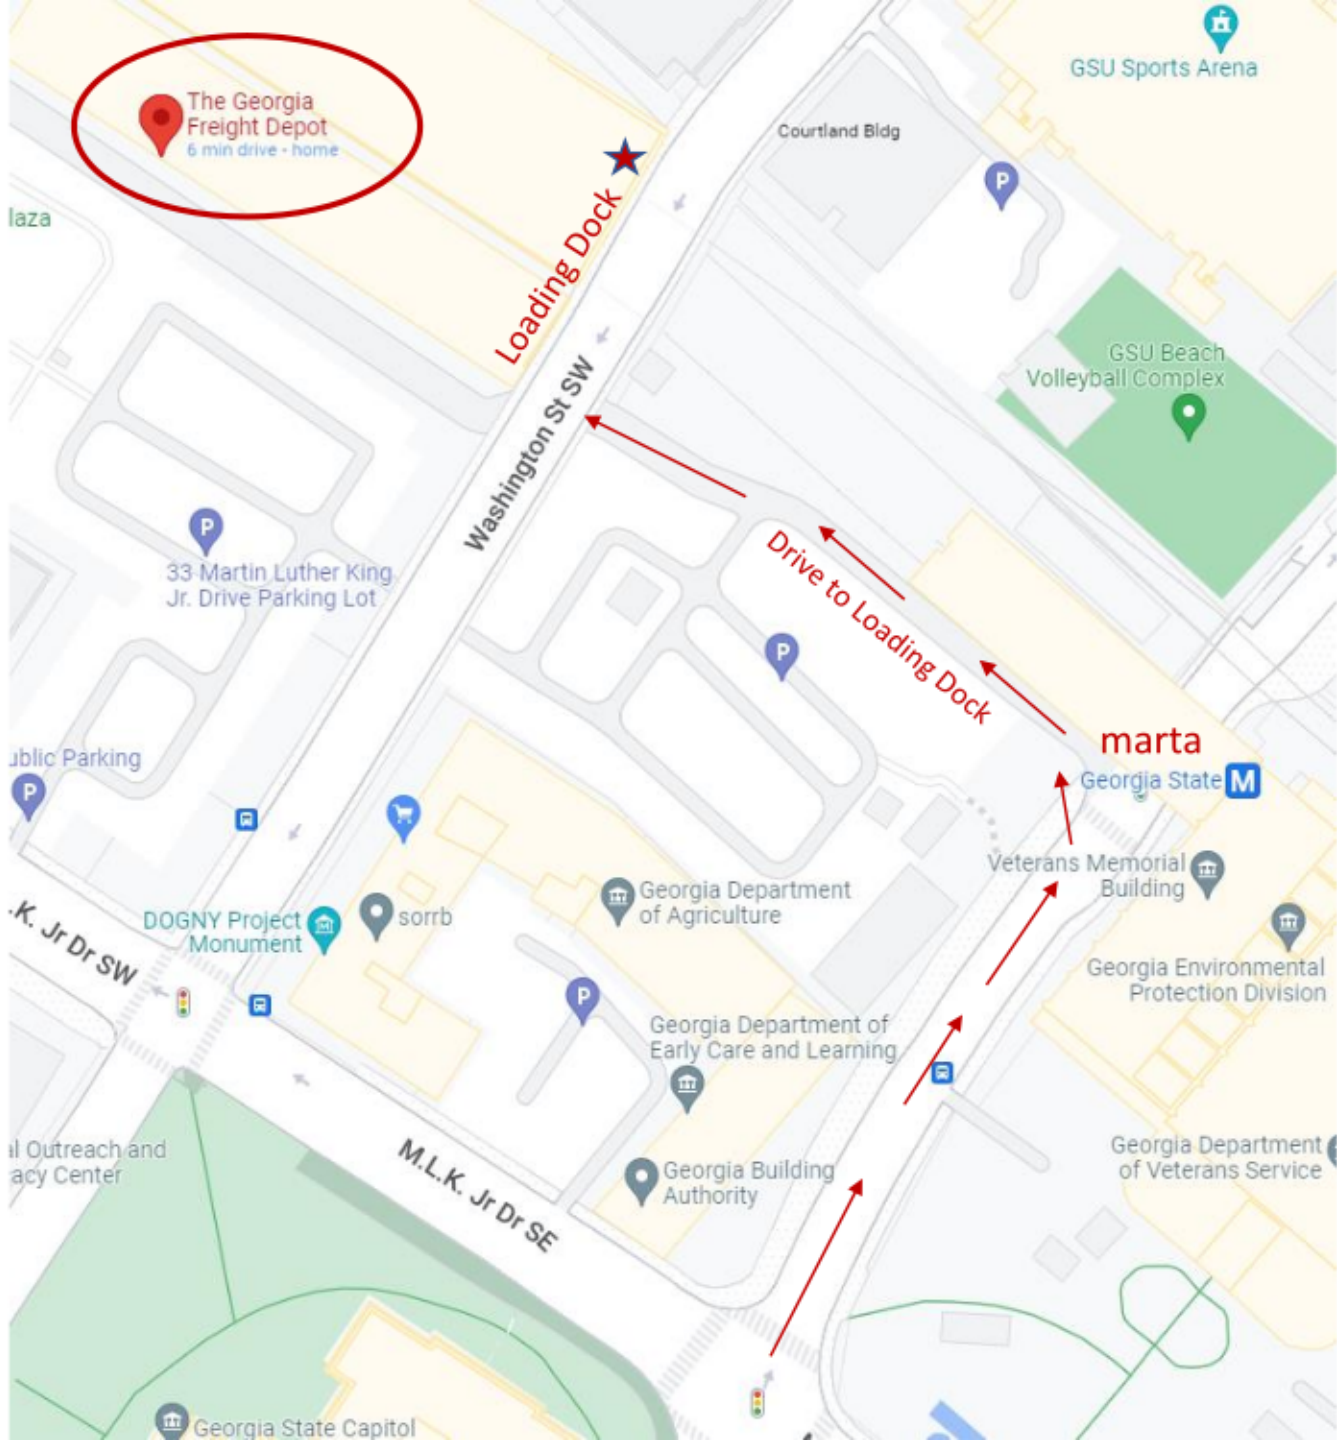 GSU Sports Arena
The Georgia
Freight Depot
6 min drive - home
Courtland Bldg
P
laza
Loading Dock
GSU Beach
Volleyball Complex
Washington St SW
P
33 Martin Luther King
Jr. Drive Parking Lot
Drive to Loading Dock
P
marta
Georgia State M
ublic Parking
P
Veterans Memorial
Building
Georgia Department
of Agriculture
sorrb
DOGNY Project
Monument
.K. Jr Dr SW
Georgia Environmental
Protection Division
P
Georgia Department of
Early Care and Learning
al Outreach and
acy Center
M.L.K. Jr Dr SE
Georgia Building
Authority
Georgia Department
of Veterans Service
Georgia State Capitol